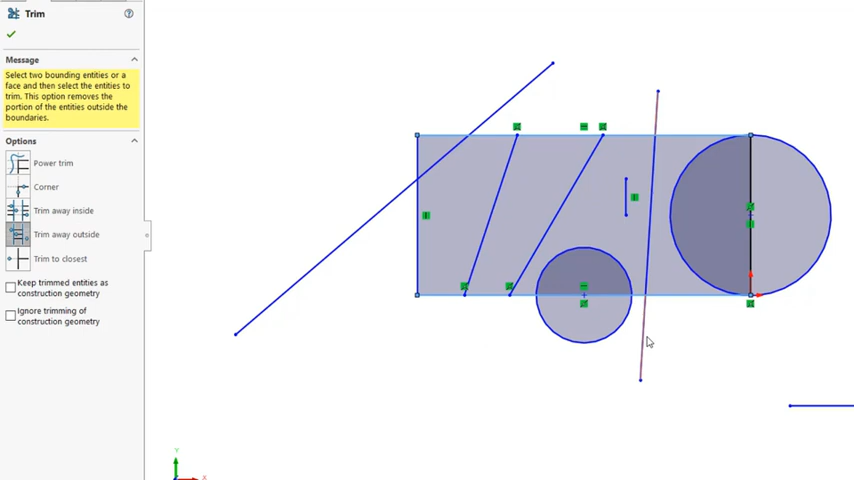 Trim
Message
Select two bounding entities or a
face and then select the entities to
trim. This option removes the
portion of the entities outside the
boundaries.
Options
Power trim
Corner
Trim away inside
Trim away outside
Trim to closest
Keep trimmed entities as
construction geometry
Ignore trimming of
construction geometry
Y
X